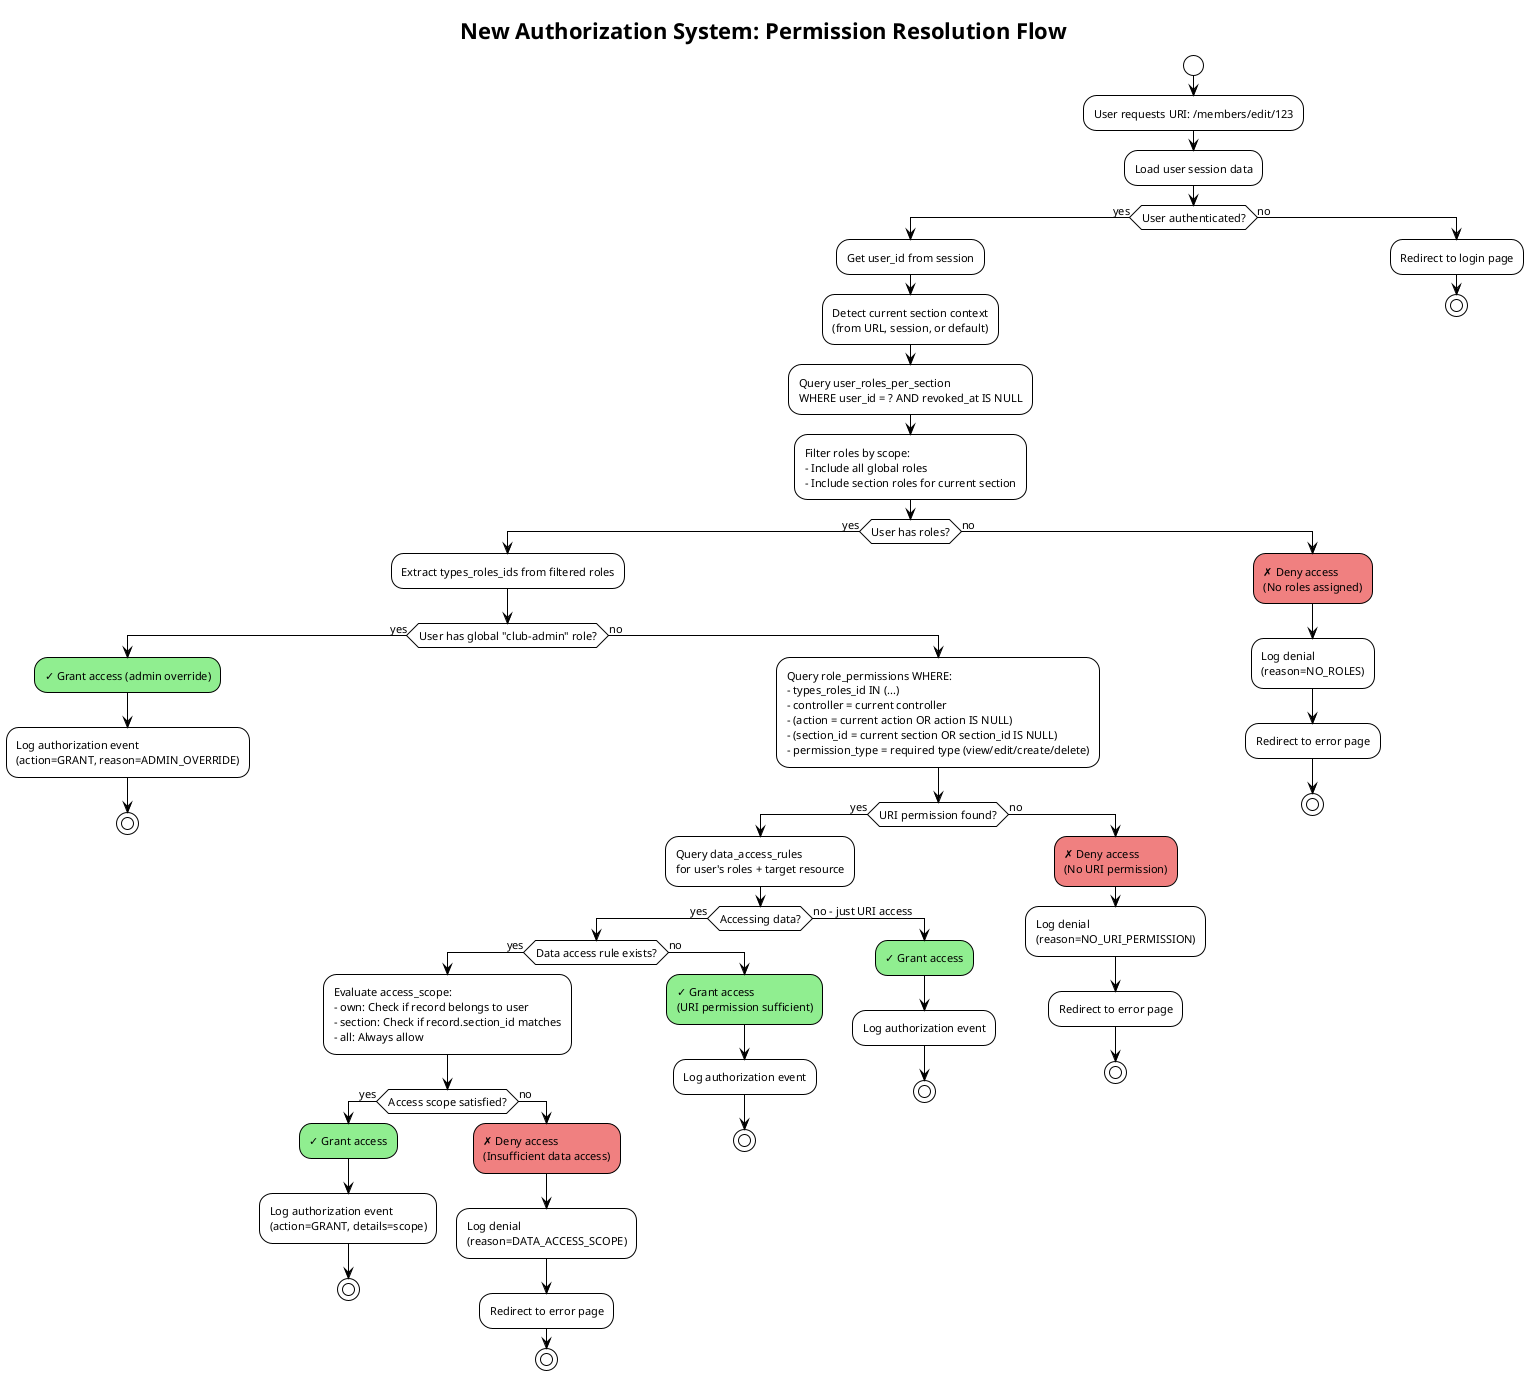 New Authorization System: Permission Resolution Flow
User requests URI: /members/edit/123
Load user session data
User authenticated?
yes
no
Get user_id from session
Redirect to login page
Detect current section context
(from URL, session, or default)
Query user_roles_per_section
WHERE user_id = ? AND revoked_at IS NULL
Filter roles by scope:
- Include all global roles
- Include section roles for current section
User has roles?
yes
no
Extract types_roles_ids from filtered roles
✗ Deny access
(No roles assigned)
Log denial
(reason=NO_ROLES)
Redirect to error page
User has global "club-admin" role?
yes
no
✓ Grant access (admin override)
Log authorization event
(action=GRANT, reason=ADMIN_OVERRIDE)
Query role_permissions WHERE:
- types_roles_id IN (...)
- controller = current controller
- (action = current action OR action IS NULL)
- (section_id = current section OR section_id IS NULL)
- permission_type = required type (view/edit/create/delete)
URI permission found?
yes
no
Query data_access_rules
for user's roles + target resource
✗ Deny access
(No URI permission)
Log denial
(reason=NO_URI_PERMISSION)
Redirect to error page
Accessing data?
yes
no - just URI access
✓ Grant access
Log authorization event
Data access rule exists?
yes
no
Evaluate access_scope:
- own: Check if record belongs to user
- section: Check if record.section_id matches
- all: Always allow
✓ Grant access
(URI permission sufficient)
Log authorization event
Access scope satisfied?
yes
no
✓ Grant access
Log authorization event
(action=GRANT, details=scope)
✗ Deny access
(Insufficient data access)
Log denial
(reason=DATA_ACCESS_SCOPE)
Redirect to error page